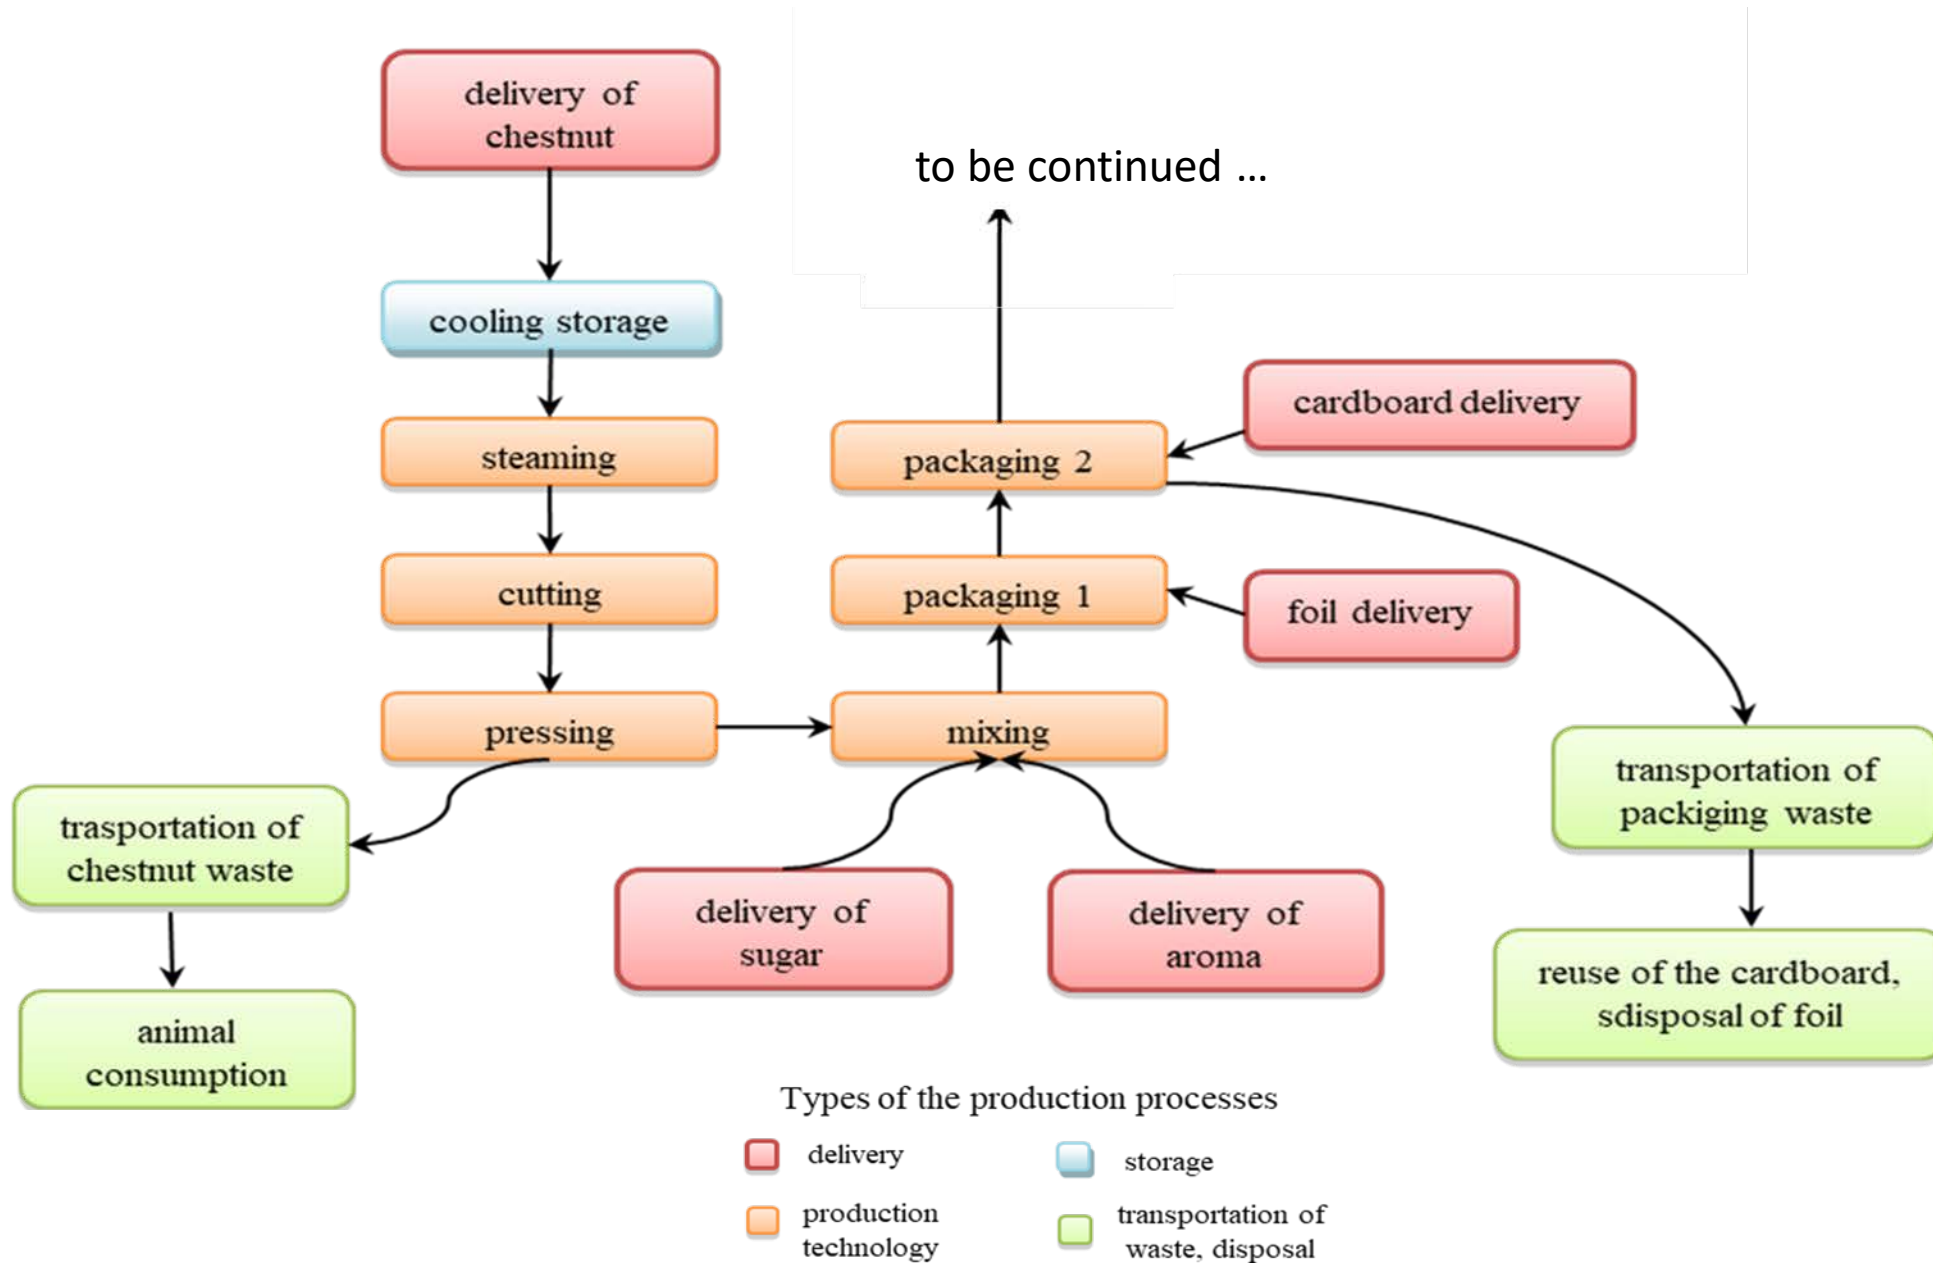 delivery of
chestnut
to be continued ...
cooling storage
cardboard delivery
steaming
packaging 2
cutting
packaging 1
foil delivery
pressing
mixing
transportation of
packiging waste
trasportation of
chestnut waste
delivery of
sugar
delivery of
aroma
reuse of the cardboard,
sdisposal of foil
animal
consumption
Types of the production processes
delivery
storage
production
technology
transportation of
waste, disposal